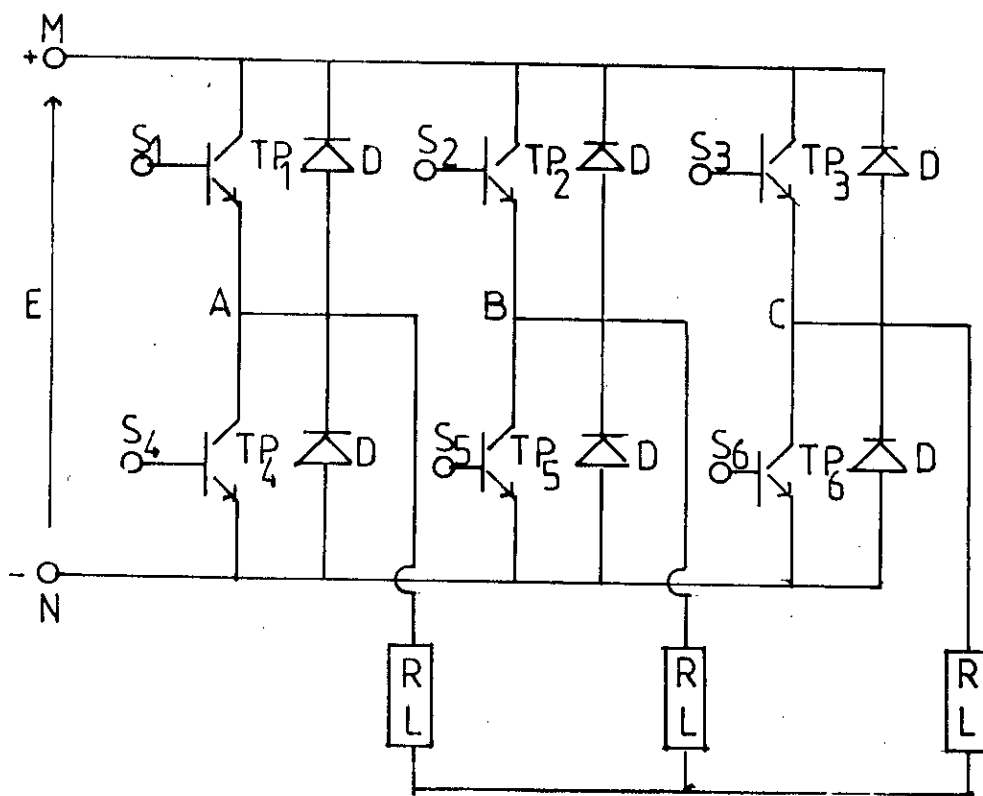 + M
S1 TP1 D S2 TP2 D S3 TP3 D
E A B C
S4 TP4 D S5 TP5 D S6 TP6 D
-
N
R L R L R L